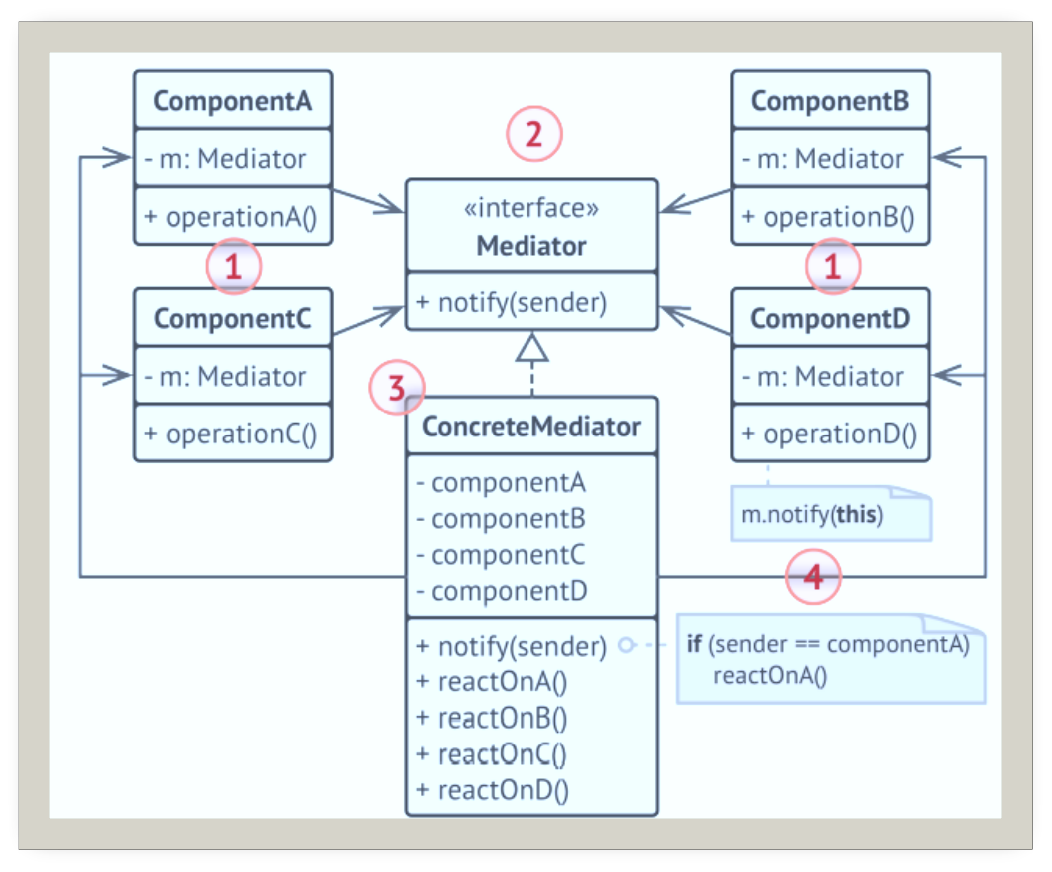 ComponentA
- m: Mediator
+ operationA()
1
ComponentC
- m: Mediator
+ operationC()
2
«interface»
Mediator
+ notify(sender)
3
ConcreteMediator
- componentA
- componentB
- componentC
- componentD
+ notify(sender)
+ reactOnA()
+ reactOnB()
+ reactOnC()
+ reactOnD()
ComponentB
- m: Mediator
+ operationB()
1
ComponentD
- m: Mediator
+ operationD()
m.notify(this)
4
if (sender == componentA)
reactOnA()